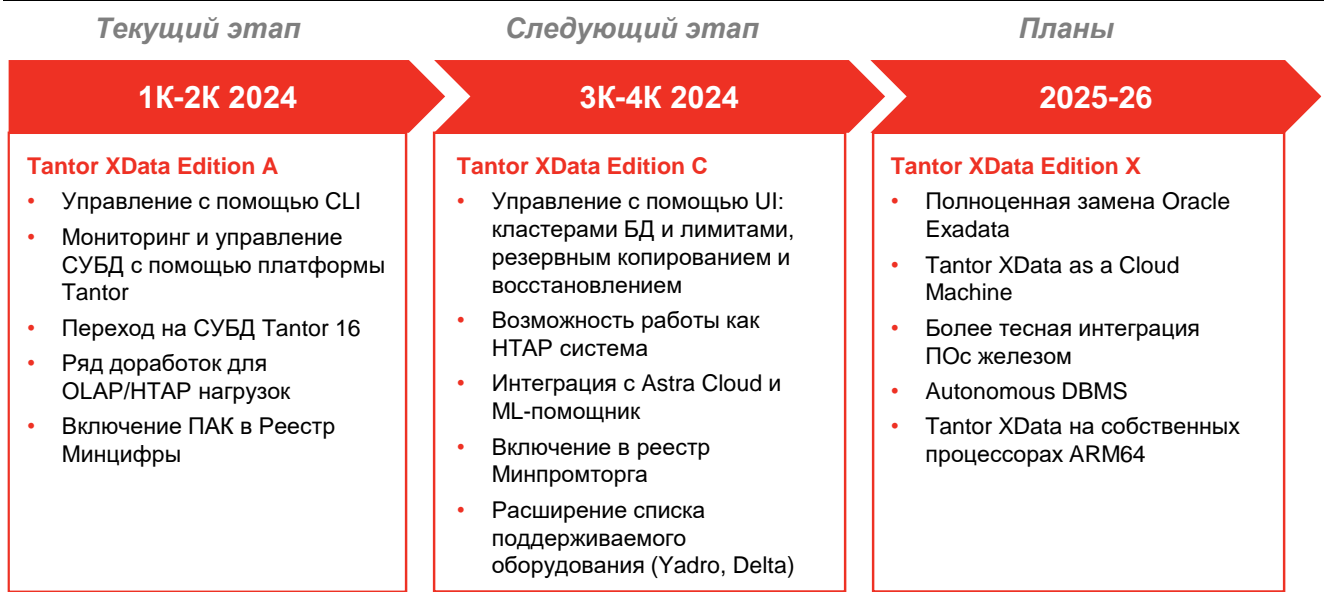 Текущий этап
Следующий этап
Планы
1К-2К 2024
3К-4К 2024
2025-26
Tantor XData Edition A
• Управление с помощью CLI
• Мониторинг и управление
СУБД с помощью платформы
Tantor
• Переход на СУБД Tantor 16
• Ряд доработок для
OLAP/HTAP нагрузок
• Включение ПАК в Реестр
Минцифры
Tantor XData Edition C
• Управление с помощью UI:
кластерами БД и лимитами,
резервным копированием и
восстановлением
• Возможность работы как
HTAP система
• Интеграция с Astra Cloud и
ML-помощник
• Включение в реестр
Минпромторга
• Расширение списка
поддерживаемого
оборудования (Yadro, Delta)
Tantor XData Edition X
• Полноценная замена Oracle
Exadata
• Tantor XData as a Cloud
Machine
• Более тесная интеграция
ПОс железом
• Autonomous DBMS
• Tantor XData на собственных
процессорах ARM64